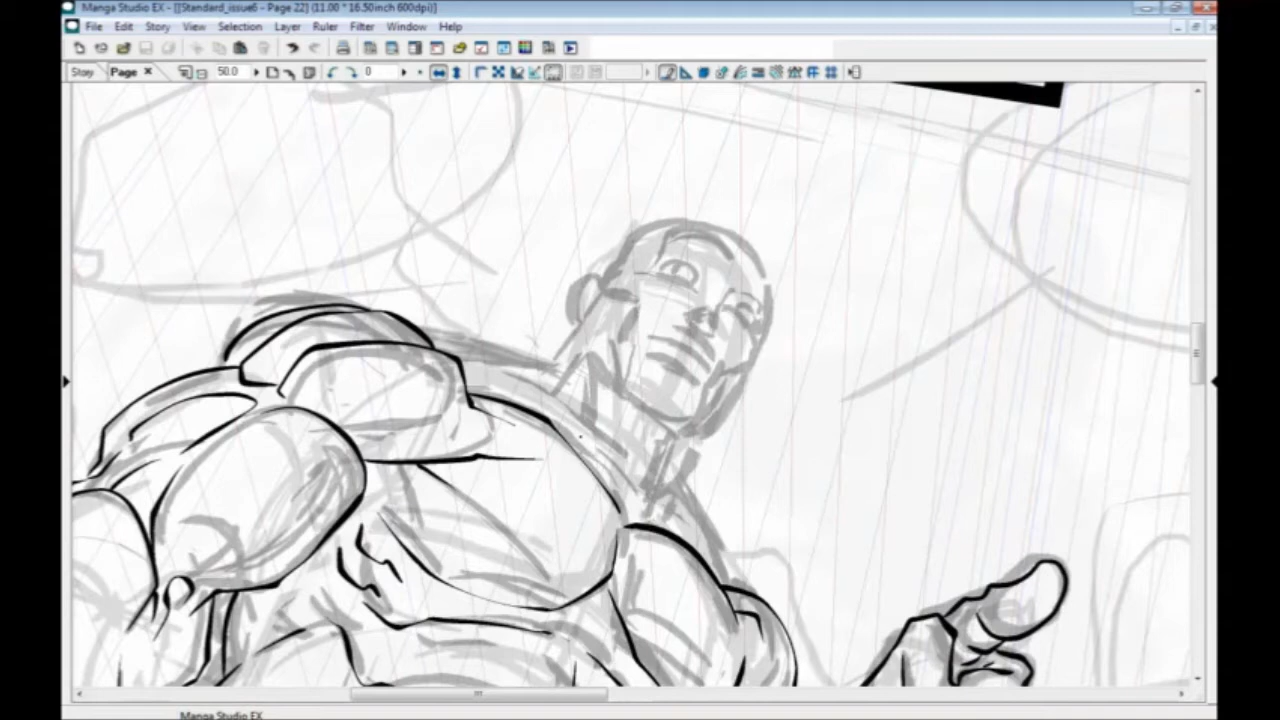 Manga Studio EX - [[Standard_issue6 - Page 22] (11.00 * 16.50inch 600dpi)]
File Edit Story View Selection Layer Ruler Filter Window Help
Story Page × 50.0 0
Manga Studio EX